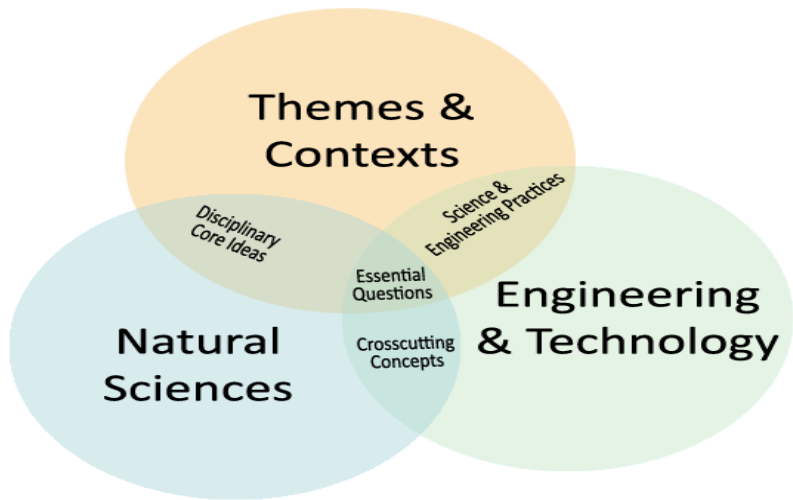 Themes &
Contexts
Disciplinary
Core Ideas
Science &
Engineering Practices
Essential
Questions
Engineering
& Technology
Natural
Sciences
Crosscutting
Concepts